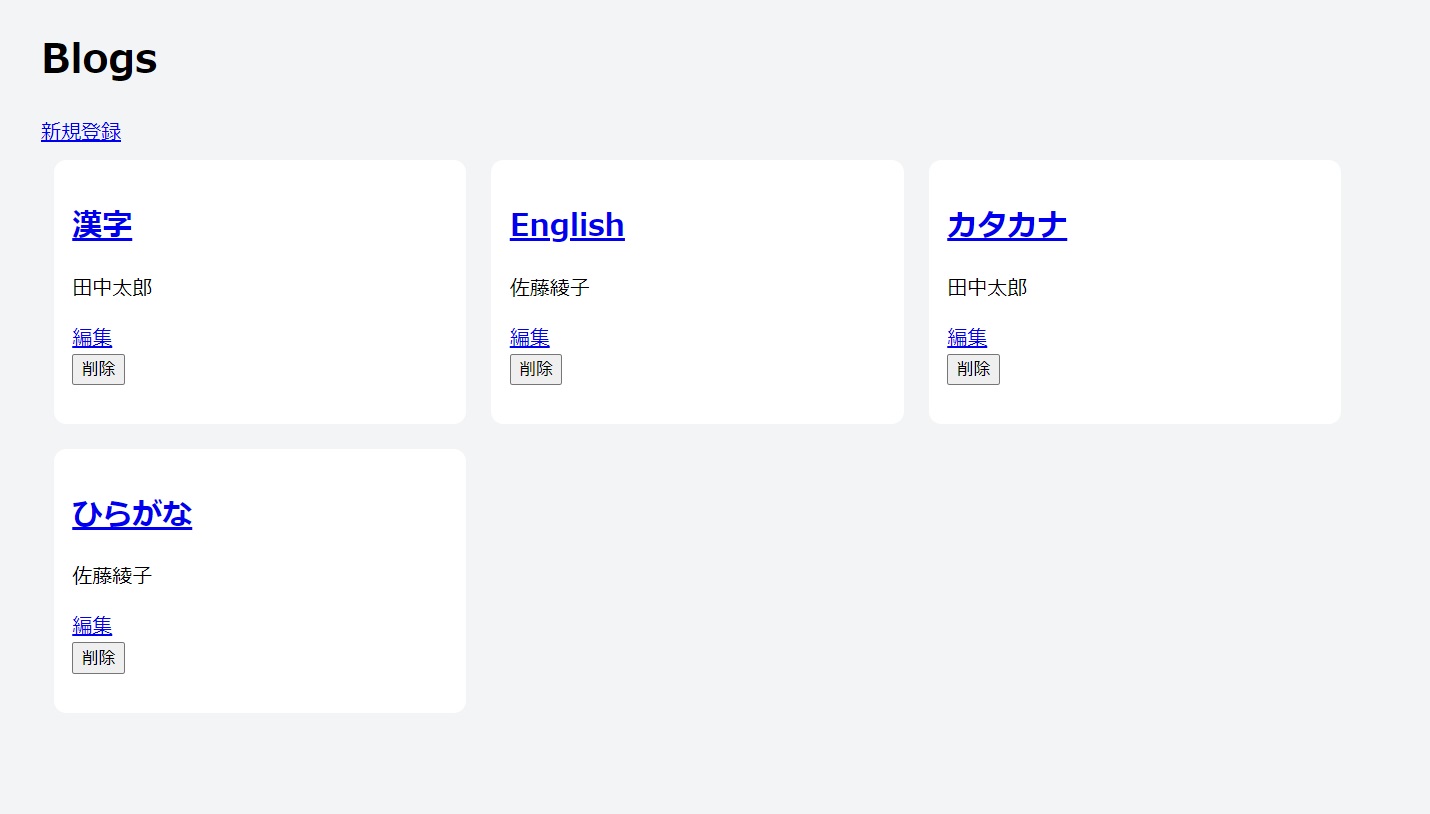 Blogs
新規登録
漢字
田中太郎
編集
削除
English
佐藤綾子
編集
削除
カタカナ
田中太郎
編集
削除
ひらがな
佐藤綾子
編集
削除